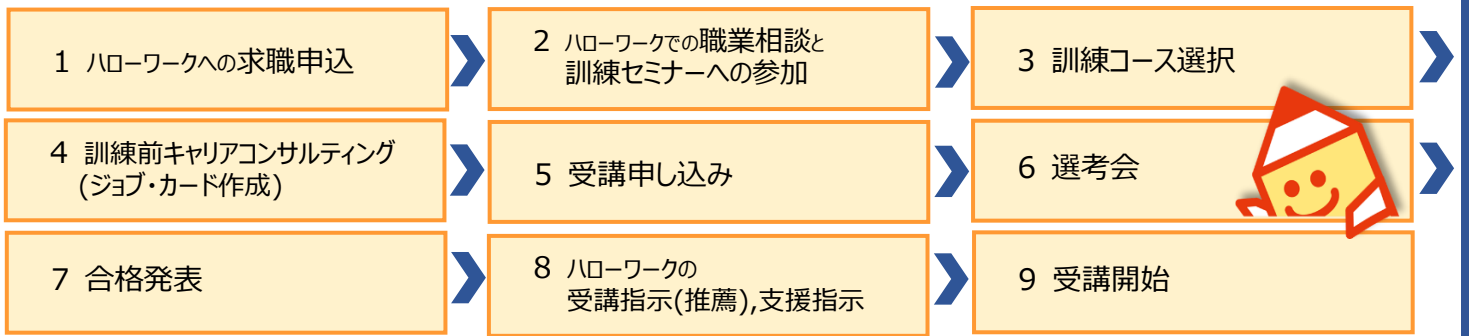 1 ハローワークへの求職申込
2 ハローワークでの職業相談と
訓練セミナーへの参加
3 訓練コース選択
4 訓練前キャリアコンサルティング
(ジョブ・カード作成)
5 受講申し込み
6 選考会
7 合格発表
8 ハローワークの
受講指示(推薦),支援指示
9 受講開始